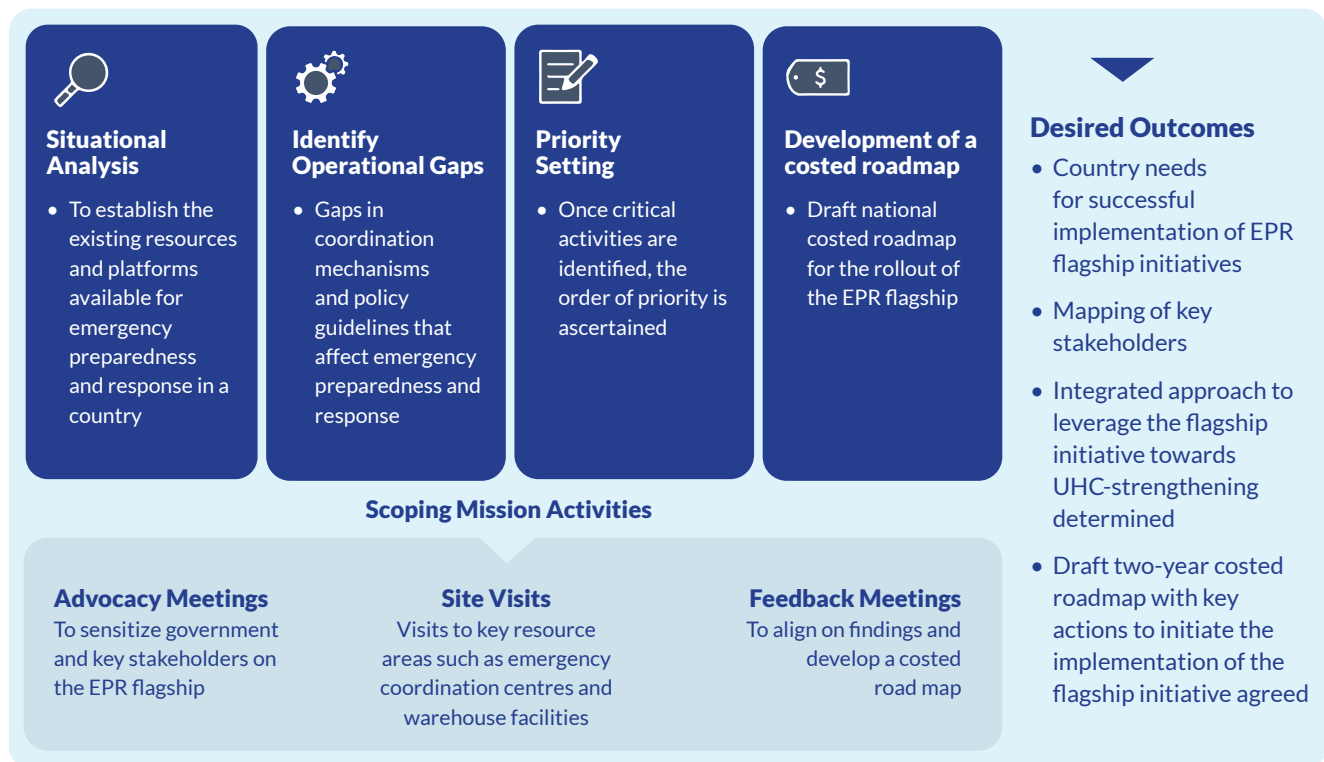 Situational
Analysis
• To establish the
existing resources
and platforms
available for
emergency
preparedness
and response in a
country
Identify
Operational Gaps
• Gaps in
coordination
mechanisms
and policy
guidelines that
affect emergency
preparedness and
response
Priority
Setting
• Once critical
activities are
identified, the
order of priority is
ascertained
$
Development of a
costed roadmap
• Draft national
costed roadmap
for the rollout of
the EPR flagship
Scoping Mission Activities
Advocacy Meetings
To sensitize government
and key stakeholders on
the EPR flagship
Site Visits
Visits to key resource
areas such as emergency
coordination centres and
warehouse facilities
Feedback Meetings
To align on findings and
develop a costed
road map
Desired Outcomes
• Country needs
for successful
implementation of EPR
flagship initiatives
• Mapping of key
stakeholders
• Integrated approach to
leverage the flagship
initiative towards
UHC-strengthening
determined
• Draft two-year costed
roadmap with key
actions to initiate the
implementation of the
flagship initiative agreed